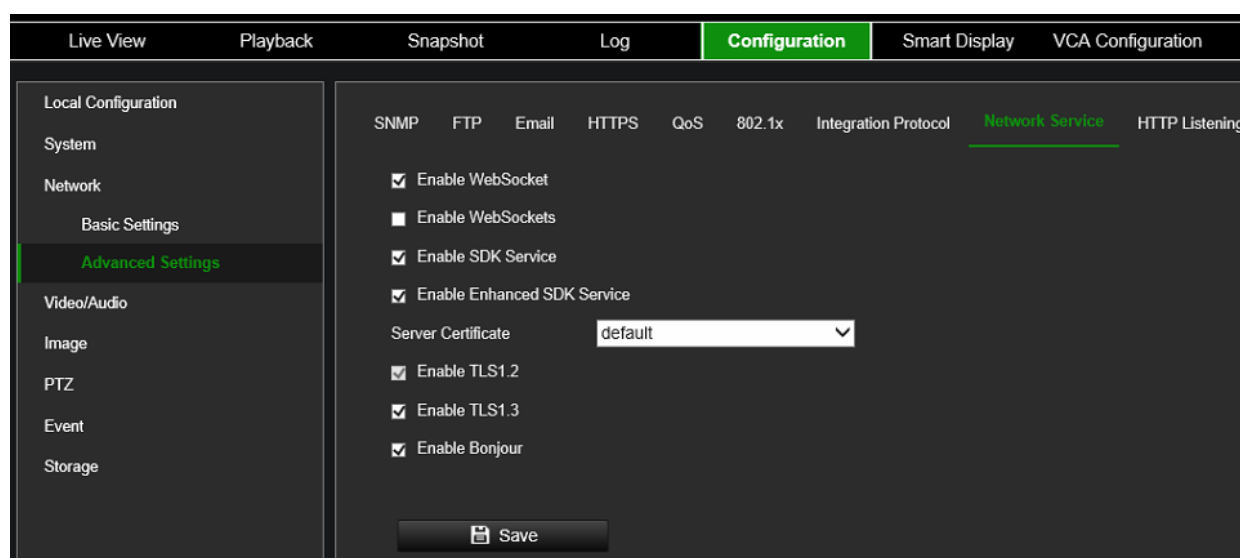 Live View Playback Snapshot Log Configuration Smart Display VCA Configuration
Local Configuration
System
Network
Basic Settings
Advanced Settings
Video/Audio
Image
PTZ
Event
Storage
SNMP FTP Email HTTPS QoS 802.1x Integration Protocol Network Service HTTP Listening
Enable WebSocket
Enable WebSockets
Enable SDK Service
Enable Enhanced SDK Service
Server Certificate default
Enable TLS1.2
Enable TLS1.3
Enable Bonjour
Save